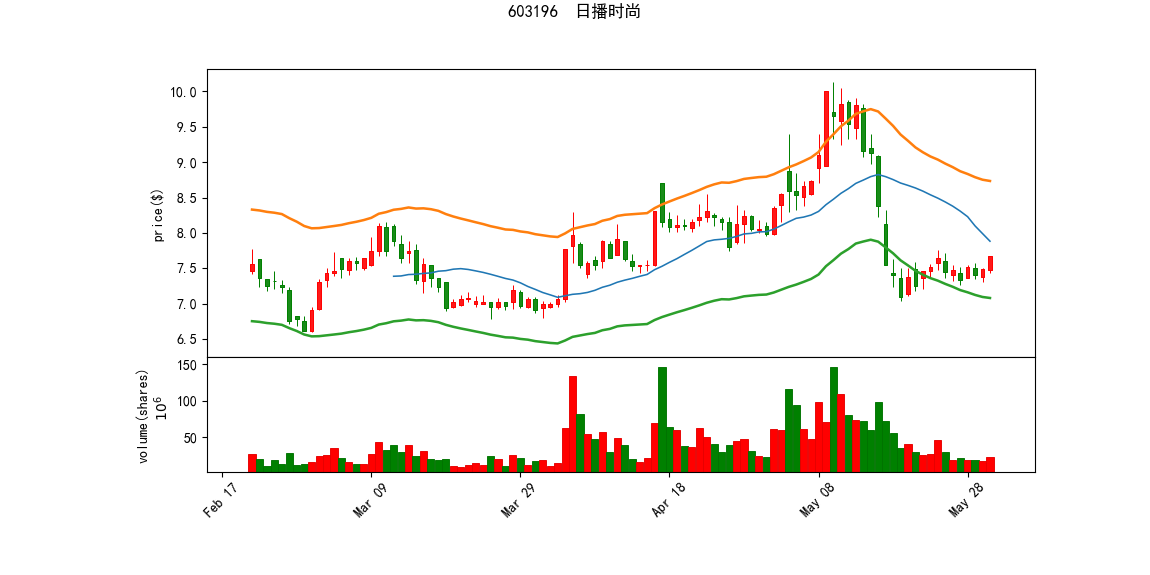 603196 日播时尚
price($)
10.0
9.5
9.0
8.5
8.0
7.5
7.0
6.5
volume(shares)
10^6
150
100
50
Feb 17
Mar 09
Mar 29
Apr 18
May 08
May 28